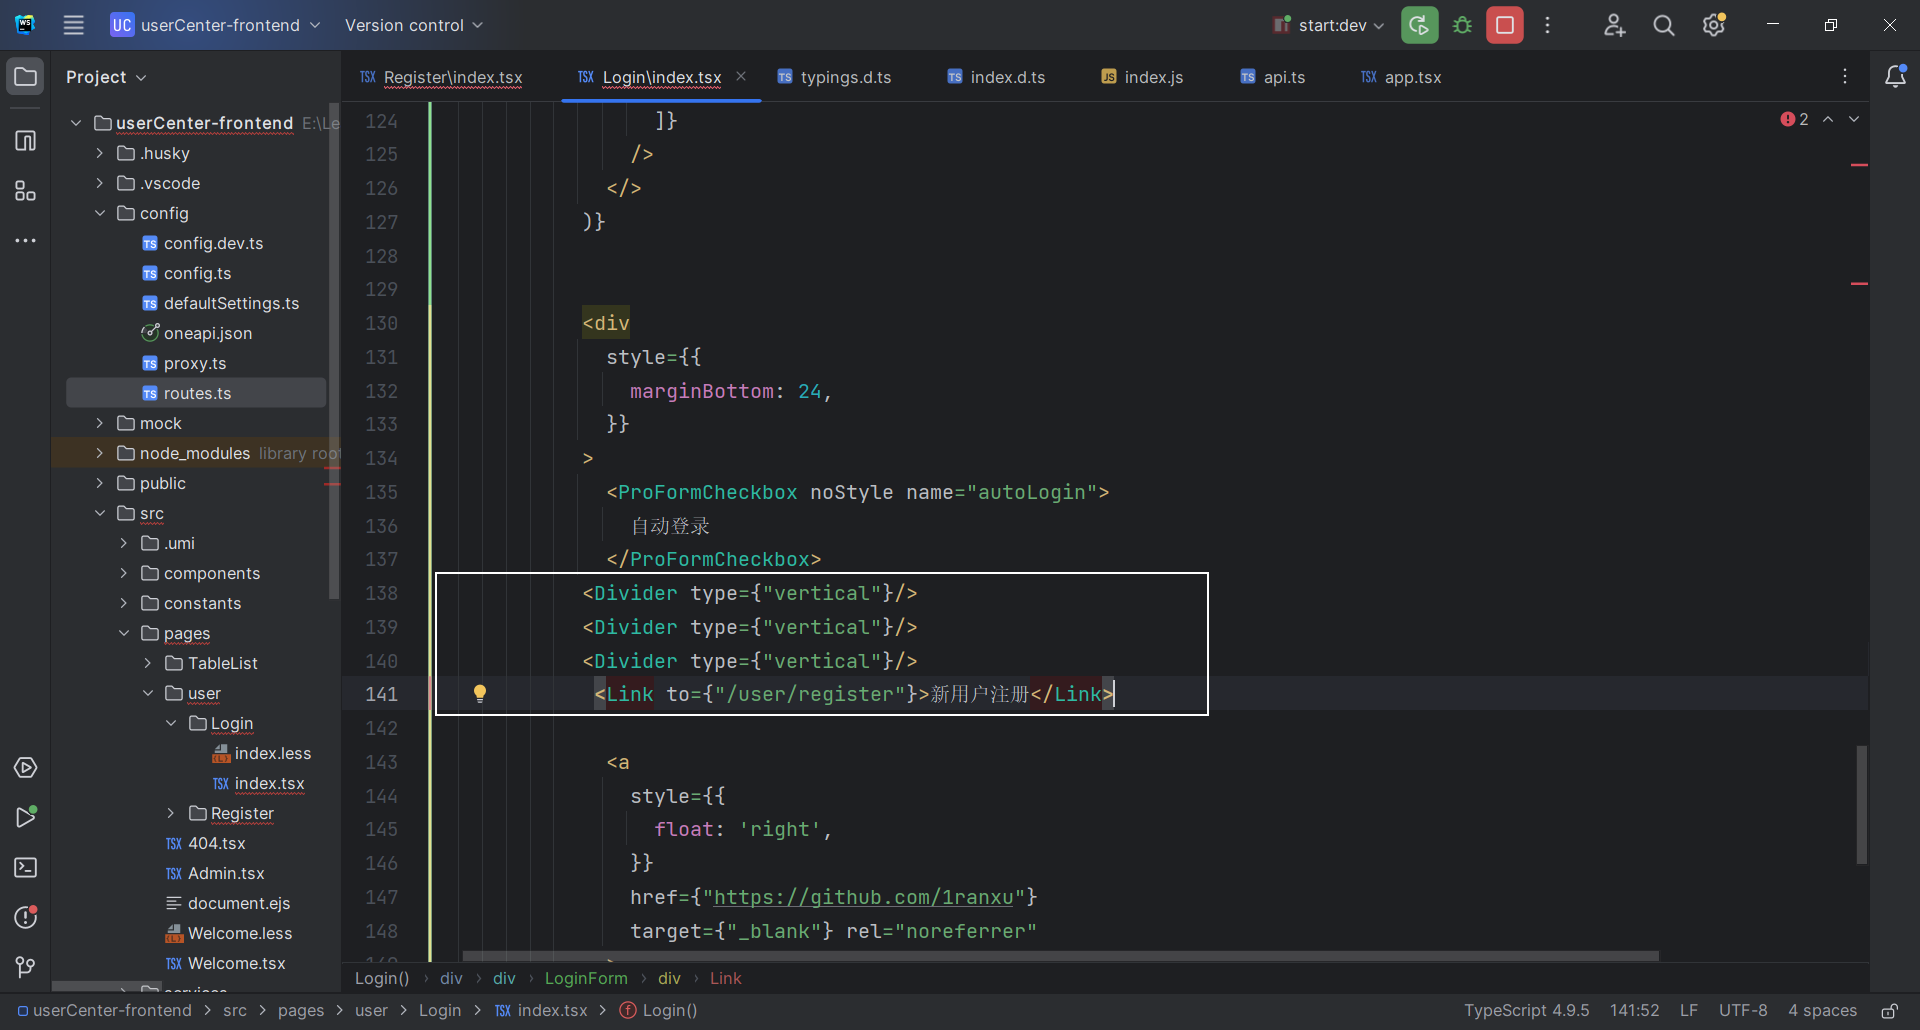 UC userCenter-frontend Version control start:dev
Project
Register\index.tsx Login\index.tsx typings.d.ts index.d.ts index.js api.ts app.tsx
userCenter-frontend E:\Le
.husky
.vscode
config
config.dev.ts
config.ts
defaultSettings.ts
oneapi.json
proxy.ts
routes.ts
mock
node_modules library root
public
src
.umi
components
constants
pages
TableList
user
Login
index.less
index.tsx
Register
404.tsx
Admin.tsx
document.ejs
Welcome.less
Welcome.tsx
services
2
124 ]}
125 />
126 </>
127 )}
128
129
130 <div
131 style={{
132 marginBottom: 24,
133 }}
134 >
135 <ProFormCheckbox noStyle name="autoLogin">
136 自动登录
137 </ProFormCheckbox>
138 <Divider type={"vertical"}/>
139 <Divider type={"vertical"}/>
140 <Divider type={"vertical"}/>
141 <Link to={"/user/register"}>新用户注册</Link>
142
143 <a
144 style={{
145 float: 'right',
146 }}
147 href={"https://github.com/1ranxu"}
148 target={"_blank"} rel="noreferrer"
149 >
Login() › div › div › LoginForm › div › Link
userCenter-frontend > src > pages > user > Login > index.tsx > Login() TypeScript 4.9.5 141:52 LF UTF-8 4 spaces